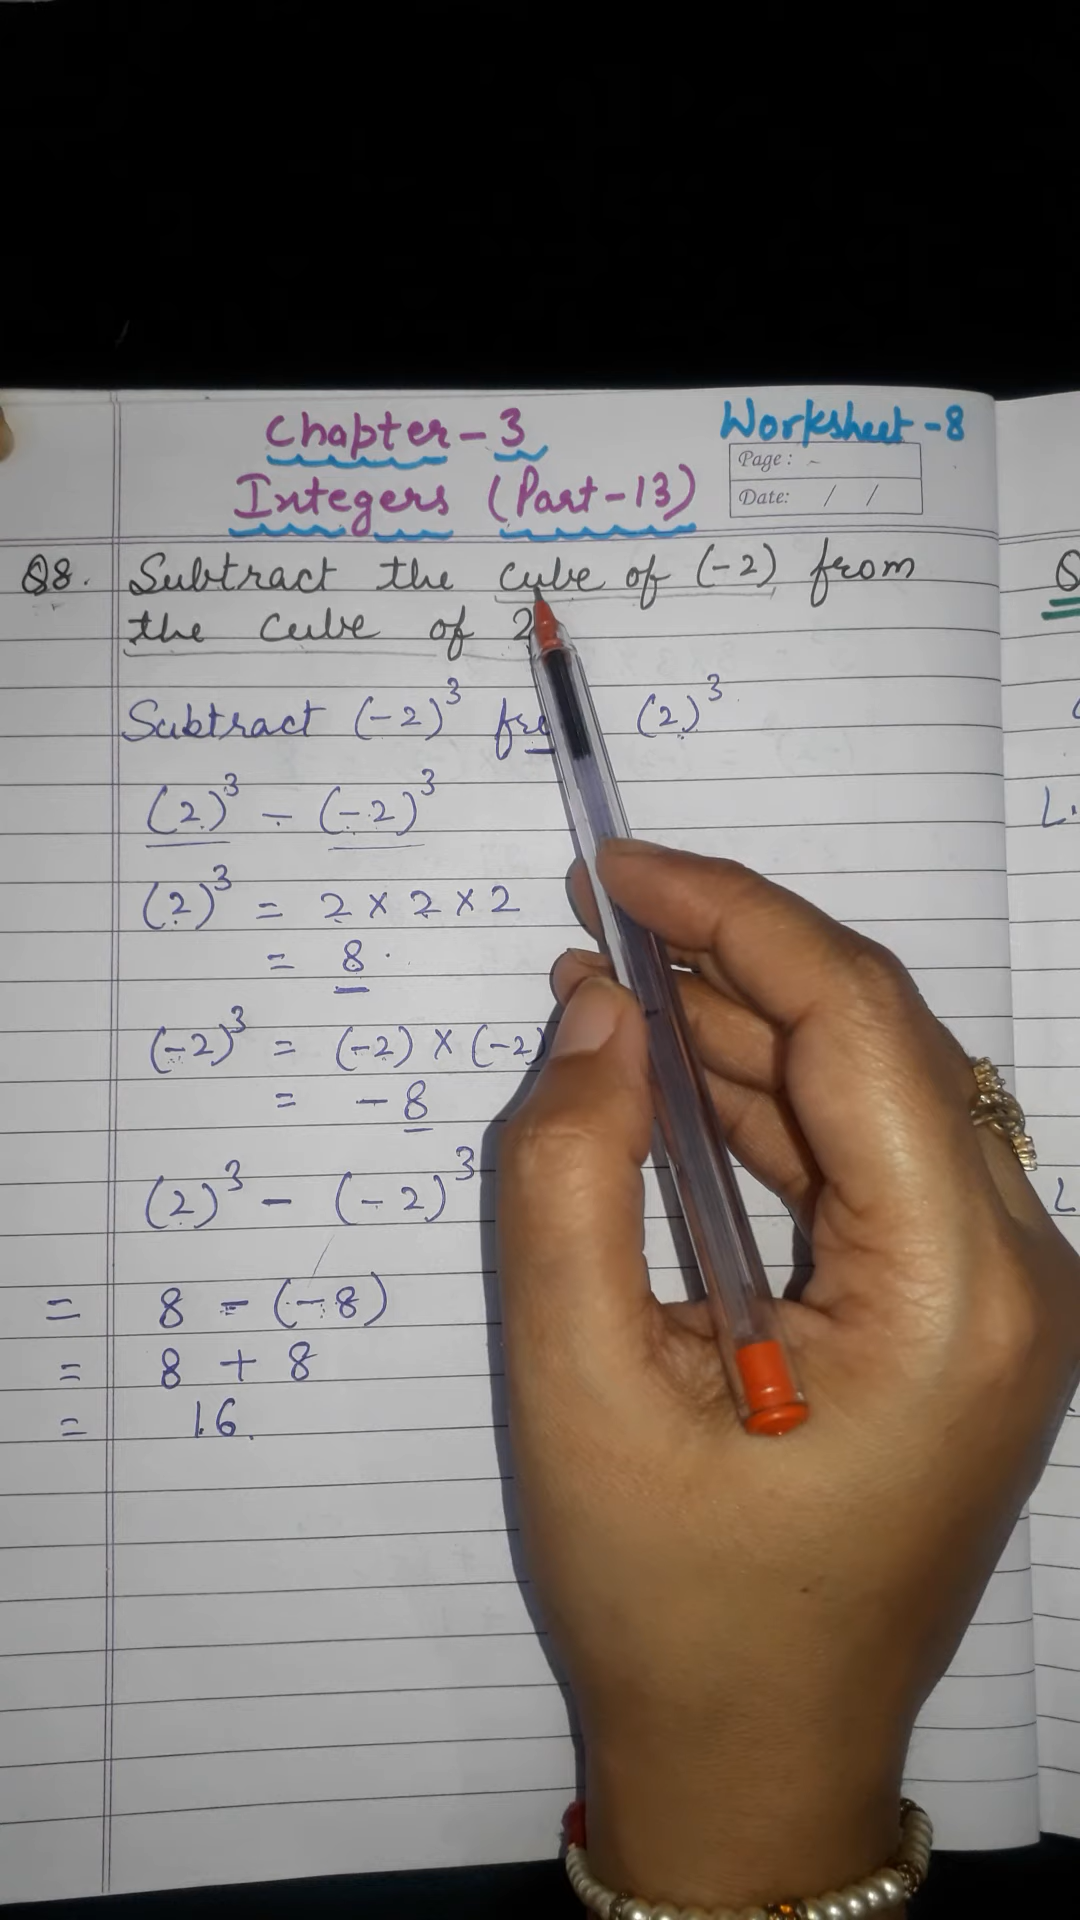 Chapter-3
Worksheet-8
Integers (Part-13)
Page: -
Date: / /
Q8. Subtract the cube of (-2) from
the cube of 2
Subtract (-2)³ (2)³
(2)³ - (-2)³
(2)³ = 2 × 2 × 2
= 8.
(-2)³ = (-2) × (-2)
= -8
(2)³ - (-2)³
= 8 - (-8)
= 8 + 8
= 16.